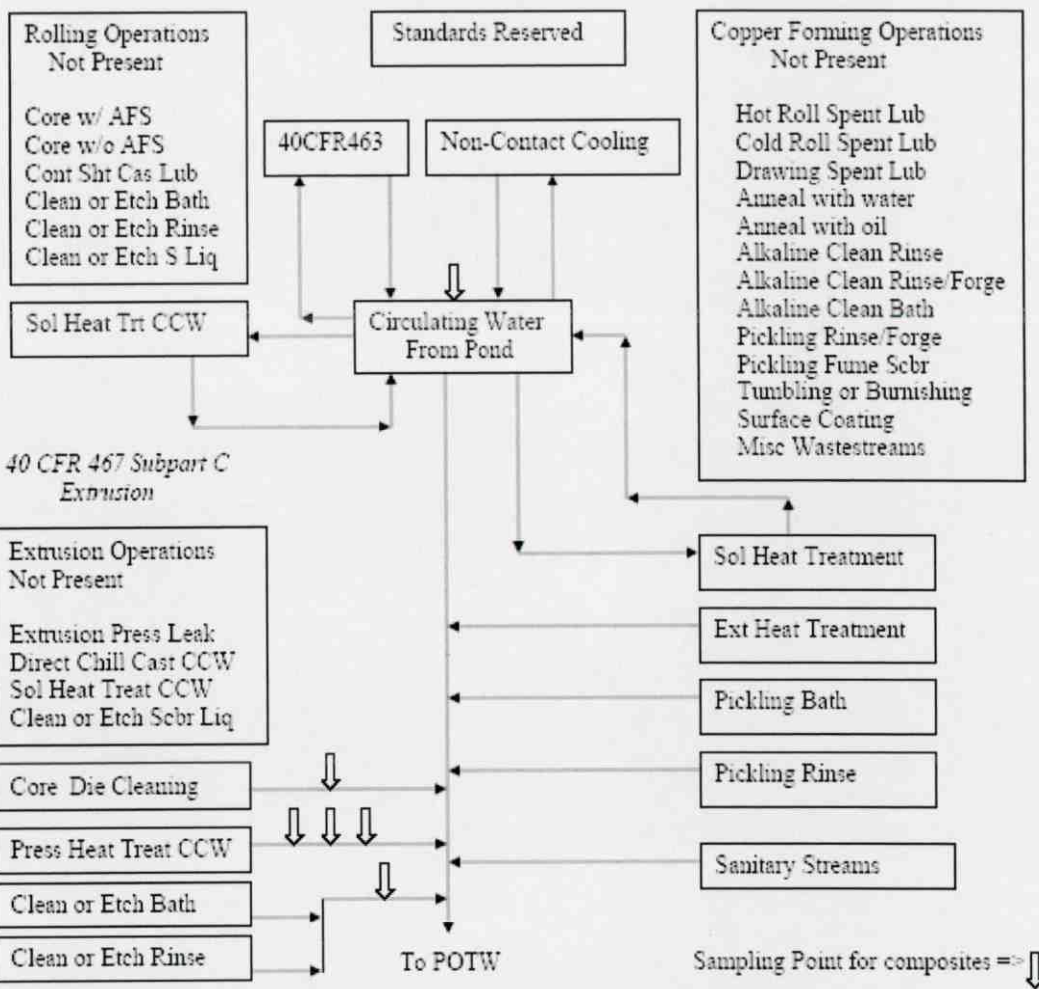 Rolling Operations
Not Present
Core w/ AFS
Core w/o AFS
Cont Sht Cas Lub
Clean or Etch Bath
Clean or Etch Rinse
Clean or Etch S Liq
Standards Reserved
40CFR463
Non-Contact Cooling
Copper Forming Operations
Not Present
Hot Roll Spent Lub
Cold Roll Spent Lub
Drawing Spent Lub
Anneal with water
Anneal with oil
Alkaline Clean Rinse
Alkaline Clean Rinse/Forge
Alkaline Clean Bath
Pickling Rinse/Forge
Pickling Fume Scbr
Tumbling or Burnishing
Surface Coating
Misc Wastestreams
Sol Heat Trt CCW
Circulating Water
From Pond
40 CFR 467 Subpart C
Extrusion
Extrusion Operations
Not Present
Extrusion Press Leak
Direct Chill Cast CCW
Sol Heat Treat CCW
Clean or Etch Scbr Liq
Sol Heat Treatment
Ext Heat Treatment
Pickling Bath
Pickling Rinse
Sanitary Streams
Core Die Cleaning
Press Heat Treat CCW
Clean or Etch Bath
Clean or Etch Rinse
To POTW
Sampling Point for composites =>